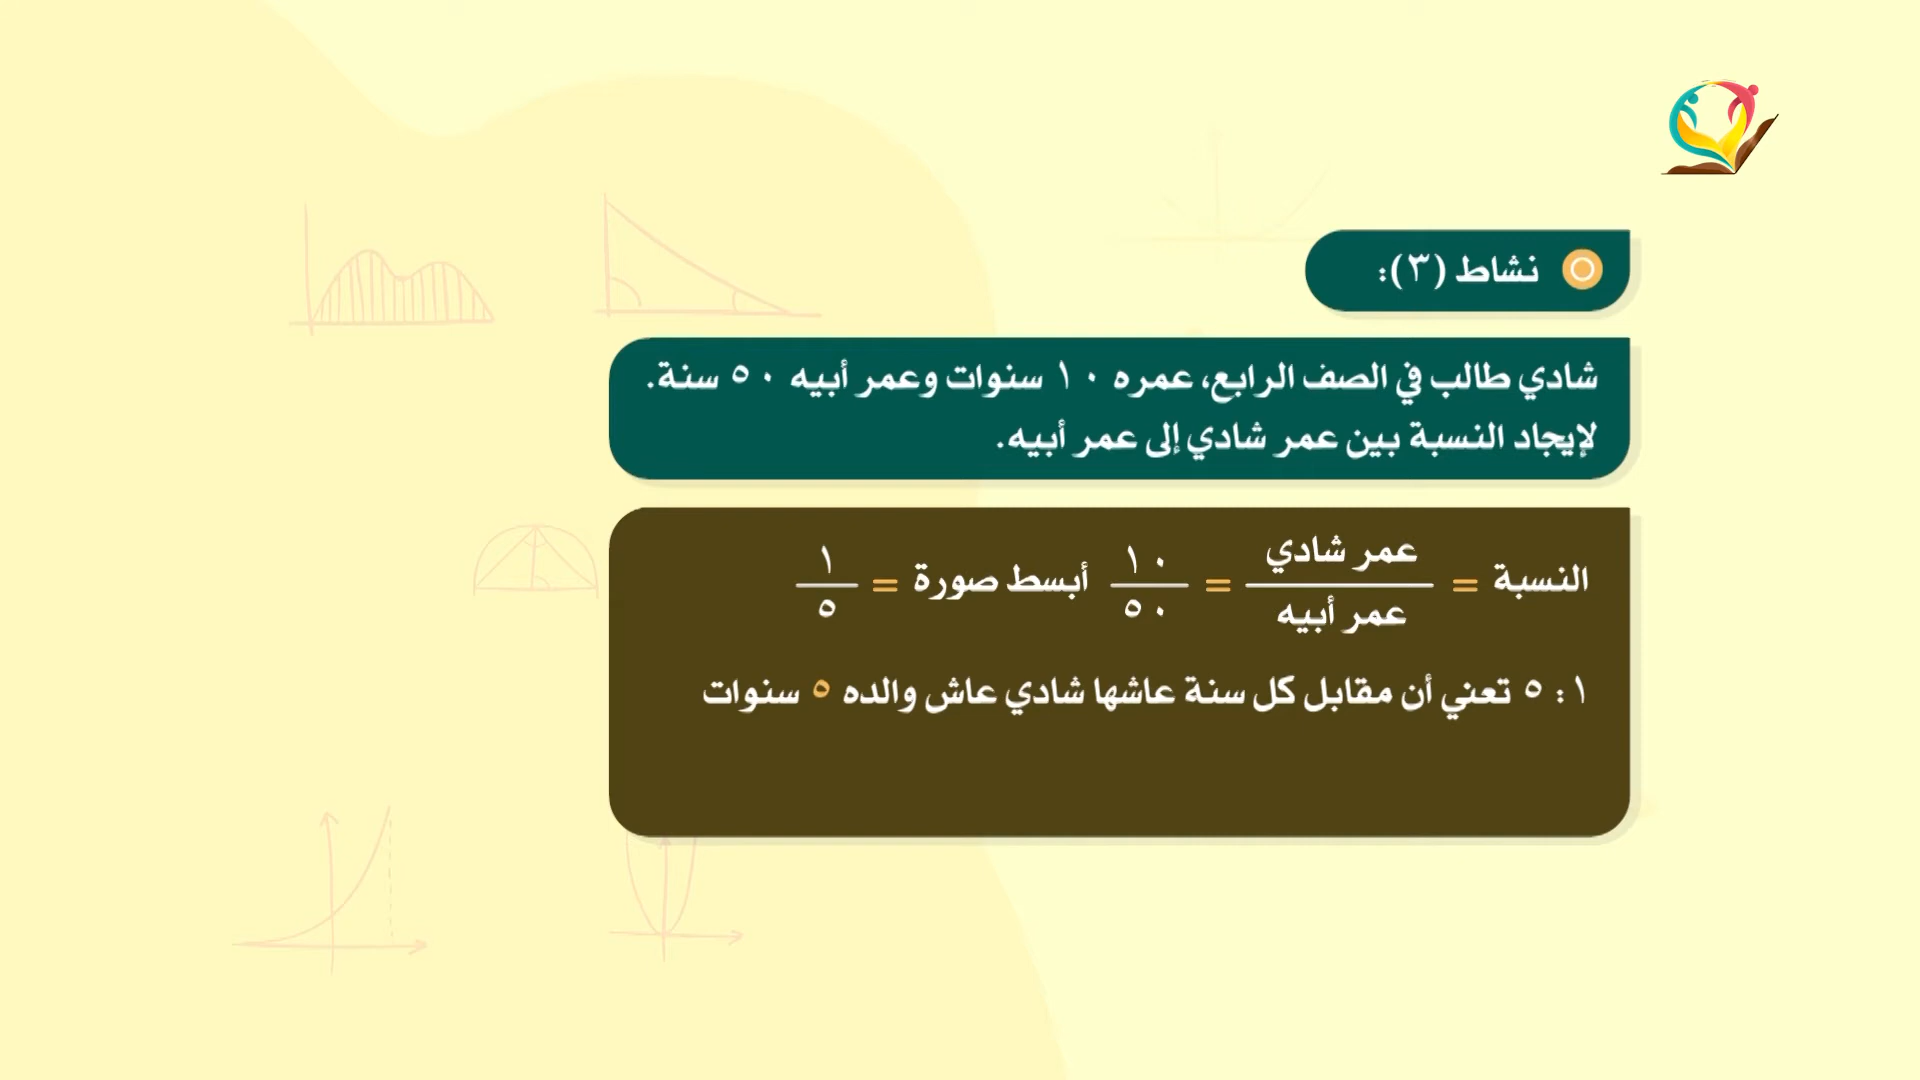 نشاط (٣):
شادي طالب في الصف الرابع، عمره ١٠ سنوات وعمر أبيه ٥٠ سنة.
لإيجاد النسبة بين عمر شادي إلى عمر أبيه.
النسبة = عمر شادي / عمر أبيه = ١٠ / ٥٠ أبسط صورة = ١ / ٥
١ : ٥ تعني أن مقابل كل سنة عاشها شادي عاش والده ٥ سنوات